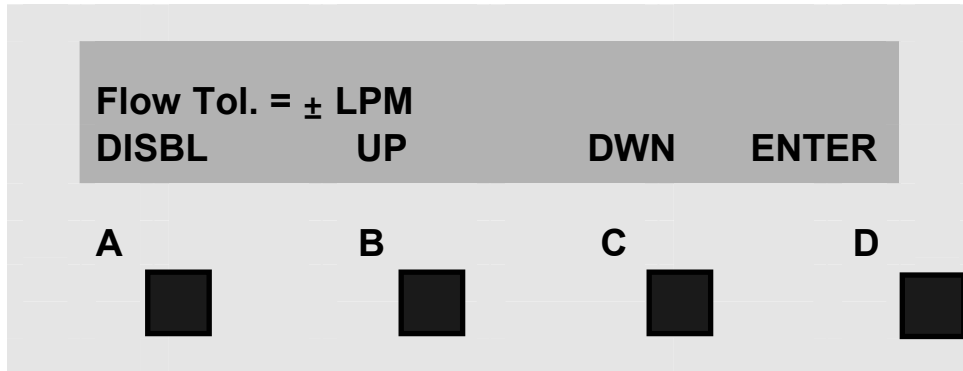 Flow Tol. = ± LPM
DISBL UP DWN ENTER
A B C D